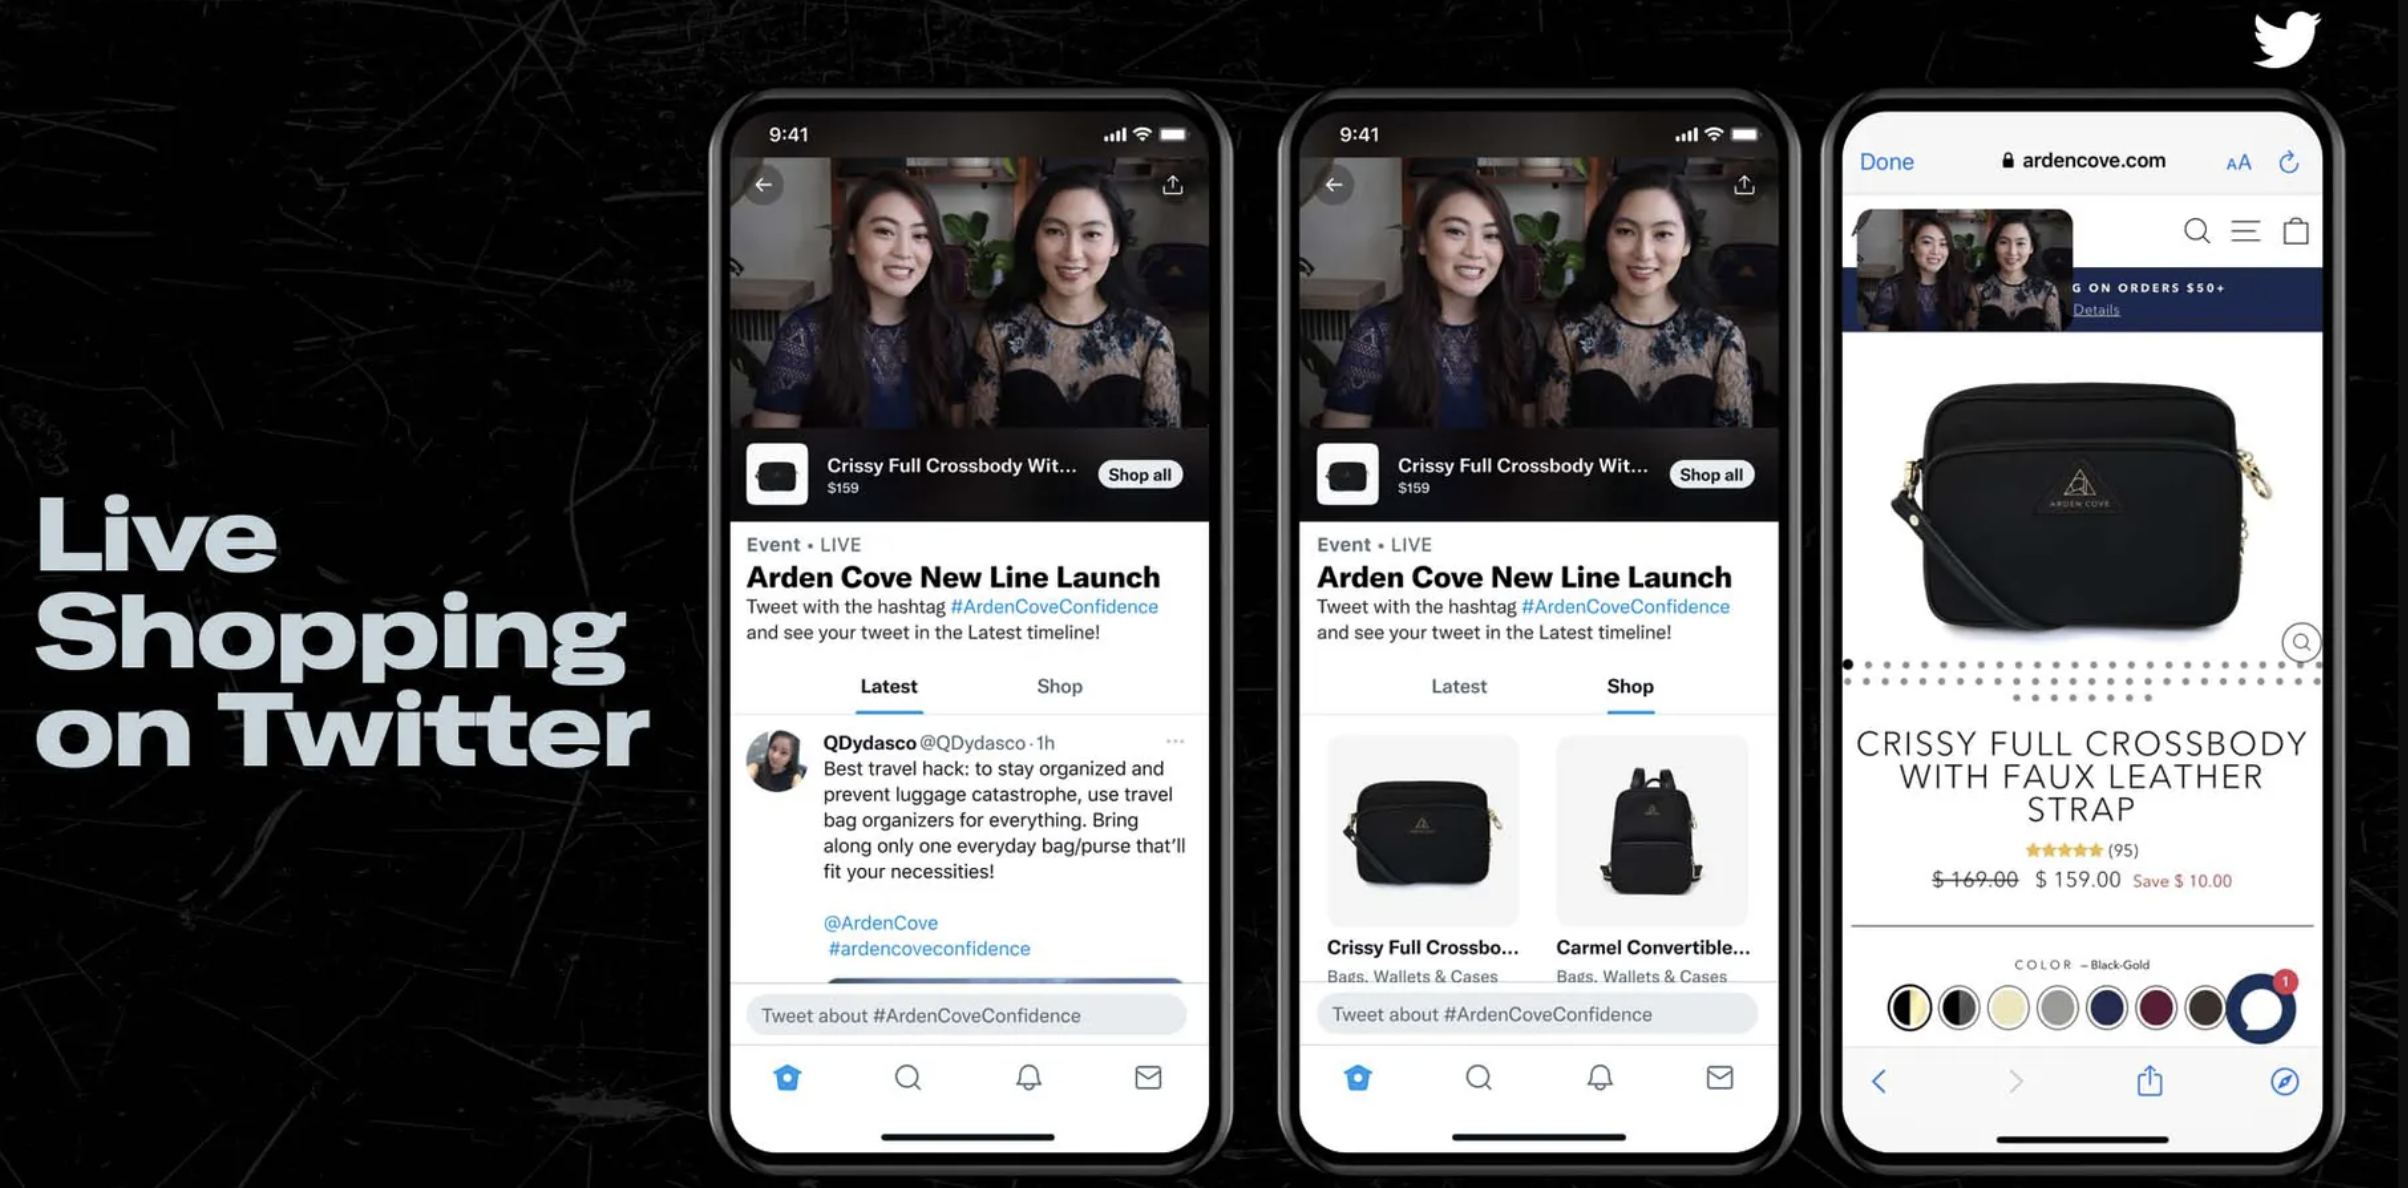 Live
Shopping
on Twitter
9:41
Crissy Full Crossbody Wit...
$159
Shop all
Event • LIVE
Arden Cove New Line Launch
Tweet with the hashtag #ArdenCoveConfidence
and see your tweet in the Latest timeline!
Latest
Shop
QDydasco @QDydasco · 1h
Best travel hack: to stay organized and
prevent luggage catastrophe, use travel
bag organizers for everything. Bring
along only one everyday bag/purse that'll
fit your necessities!
@ArdenCove
#ardencoveconfidence
Tweet about #ArdenCoveConfidence
9:41
Crissy Full Crossbody Wit...
$159
Shop all
Event • LIVE
Arden Cove New Line Launch
Tweet with the hashtag #ArdenCoveConfidence
and see your tweet in the Latest timeline!
Latest
Shop
Crissy Full Crossbo...
Carmel Convertible...
Bags, Wallets & Cases
Bags, Wallets & Cases
Tweet about #ArdenCoveConfidence
Done
ardencove.com
AA
G ON ORDERS $50+
Details
ARDEN COVE
CRISSY FULL CROSSBODY
WITH FAUX LEATHER
STRAP
★★★★★ (95)
$ 169.00 $ 159.00 Save $ 10.00
COLOR – Black-Gold
1